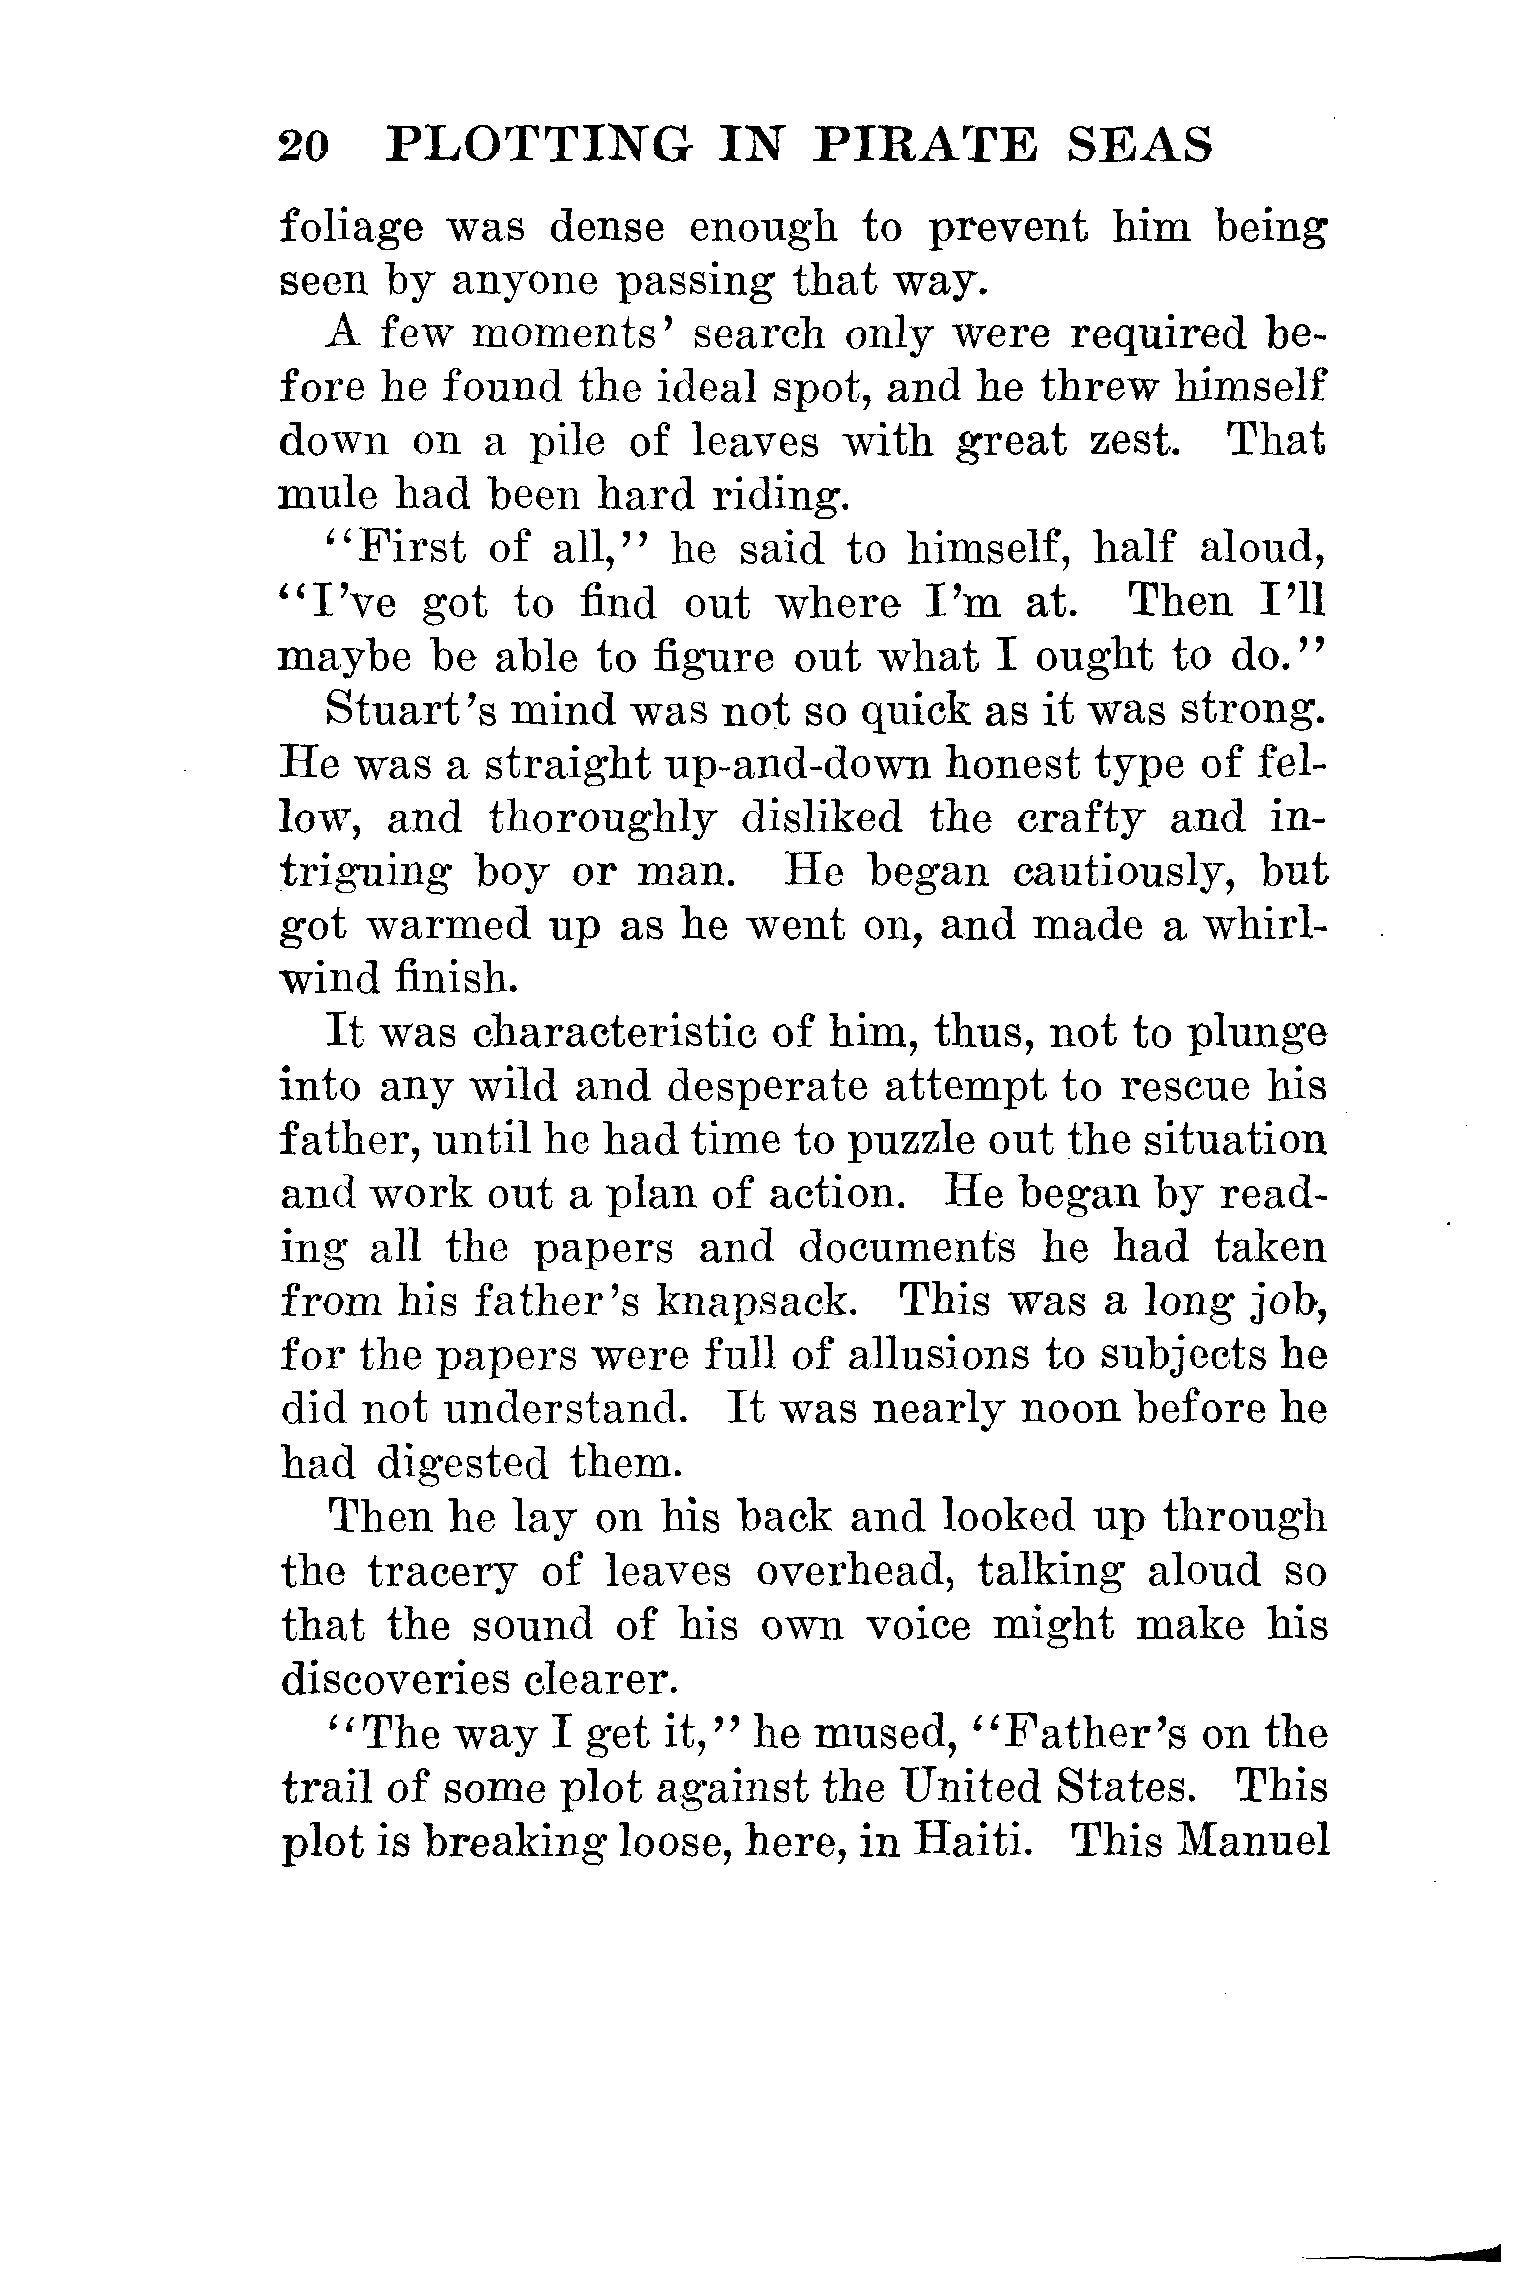 20 PLOTTING IN PIRATE SEAS
foliage was dense enough to prevent him being
seen by anyone passing that way.
A few moments' search only were required be-
fore he found the ideal spot, and he threw himself
down on a pile of leaves with great zest. That
mule had been hard riding.
"First of all," he said to himself, half aloud,
"I've got to find out where I'm at. Then I'll
maybe be able to figure out what I ought to do."
Stuart's mind was not so quick as it was strong.
He was a straight up-and-down honest type of fel-
low, and thoroughly disliked the crafty and in-
triguing boy or man. He began cautiously, but
got warmed up as he went on, and made a whirl-
wind finish.
It was characteristic of him, thus, not to plunge
into any wild and desperate attempt to rescue his
father, until he had time to puzzle out the situation
and work out a plan of action. He began by read-
ing all the papers and documents he had taken
from his father's knapsack. This was a long job,
for the papers were full of allusions to subjects he
did not understand. It was nearly noon before he
had digested them.
Then he lay on his back and looked up through
the tracery of leaves overhead, talking aloud so
that the sound of his own voice might make his
discoveries clearer.
"The way I get it," he mused, "Father's on the
trail of some plot against the United States. This
plot is breaking loose, here, in Haiti. This Manuel